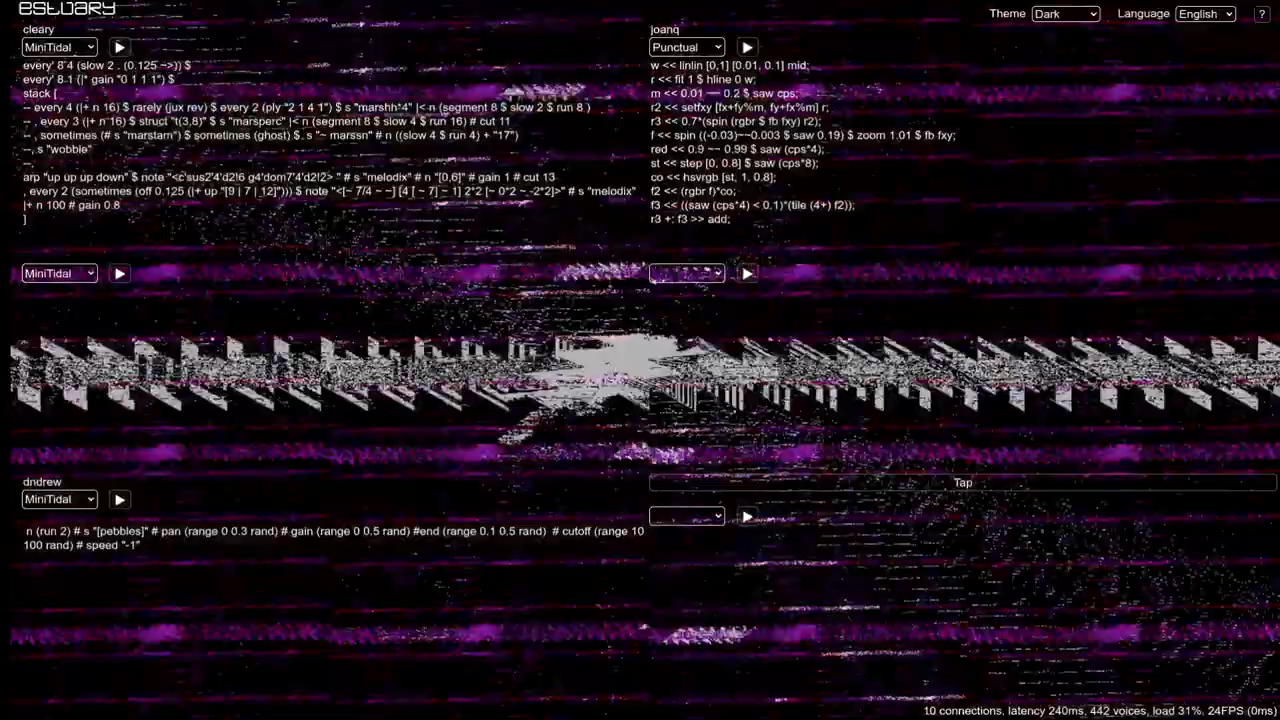 estuary
Theme Dark Language English ?
cleary
MiniTidal
every' 8 4 (slow 2 . (0.125 ~>)) $
every' 8 1 (|* gain "0 1 1 1") $
stack [
-- every 4 (|+ n 16) $ rarely (jux rev) $ every 2 (ply "2 1 4 1") $ s "marshh*4" |< n (segment 8 $ slow 2 $ run 8 )
-- , every 3 (|+ n 16) $ struct "t(3,8)" $ s "marsperc" |< n (segment 8 $ slow 4 $ run 16) # cut 11
-- , sometimes (# s "marstam") $ sometimes (ghost) $ s "~ marssn" # n ((slow 4 $ run 4) + "17")
--, s "wobble"
--,
arp "up up up down" $ note "<c'sus2'4'd2!6 g4'dom7'4'd2!2> " # s "melodix" # n "[0,6]" # gain 1 # cut 13
, every 2 (sometimes (off 0.125 (|+ up "[9 | 7 | 12]"))) $ note "<[~ 7/4 ~ ~] [4 [ ~ 7] ~ 1] 2*2 [~ 0*2 ~ -2*2]>" # s "melodix"
|+ n 100 # gain 0.8
]
joanq
Punctual
w << linlin [0,1] [0.01, 0.1] mid;
r << fit 1 $ hline 0 w;
m << 0.01 ~~ 0.2 $ saw cps;
r2 << setfxy [fx+fy%m, fy+fx%m] r;
r3 << 0.7*(spin (rgbr $ fb fxy) r2);
f << spin ((-0.03)~~0.003 $ saw 0.19) $ zoom 1.01 $ fb fxy;
red << 0.9 ~~ 0.99 $ saw (cps*4);
st << step [0, 0.8] $ saw (cps*8);
co << hsvrgb [st, 1, 0.8];
f2 << (rgbr f)*co;
f3 << ((saw (cps*4) < 0.1)*(tile (4+) f2));
r3 +: f3 >> add;
MiniTidal
dndrew
MiniTidal
n (run 2) # s "[pebbles]" # pan (range 0 0.3 rand) # gain (range 0 0.5 rand) #end (range 0.1 0.5 rand) # cutoff (range 10
100 rand) # speed "-1"
Tap
10 connections, latency 240ms, 442 voices, load 31%, 24FPS (0ms)